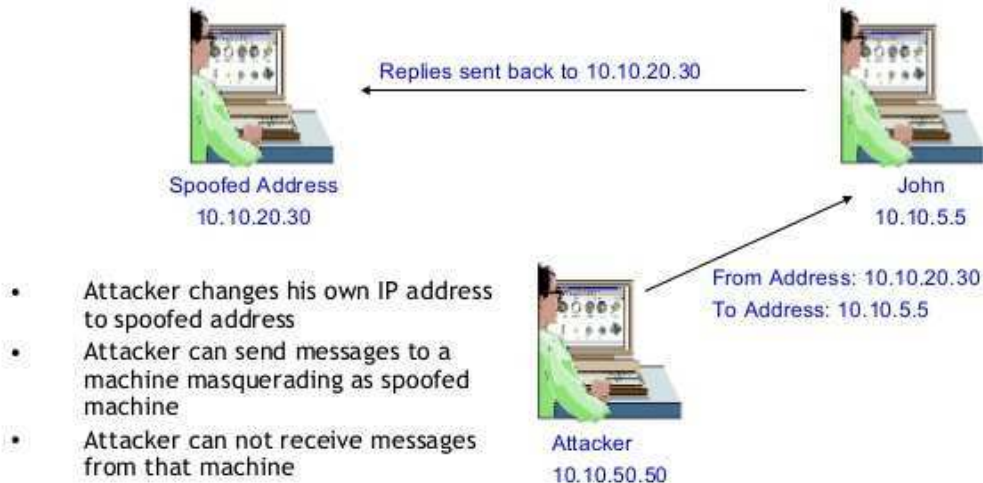 Replies sent back to 10.10.20.30
Spoofed Address
10.10.20.30
John
10.10.5.5
From Address: 10.10.20.30
To Address: 10.10.5.5
• Attacker changes his own IP address
to spoofed address
• Attacker can send messages to a
machine masquerading as spoofed
machine
• Attacker can not receive messages
from that machine
Attacker
10.10.50.50